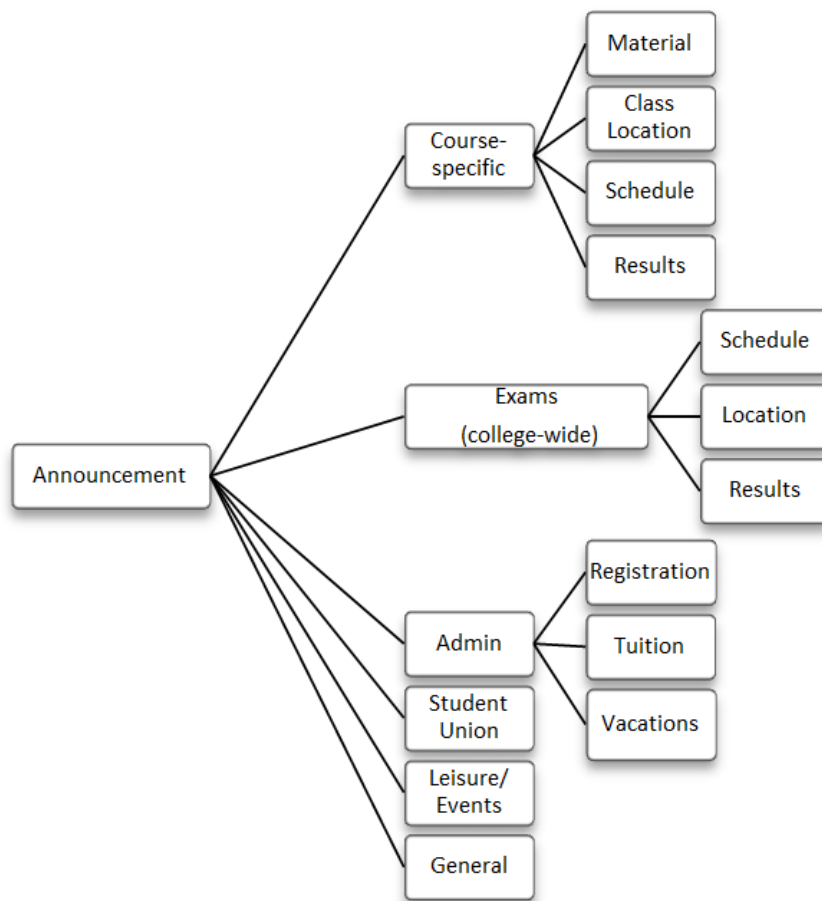 Announcement
Course-
specific
Material
Class
Location
Schedule
Results
Exams
(college-wide)
Schedule
Location
Results
Admin
Registration
Tuition
Vacations
Student
Union
Leisure/
Events
General